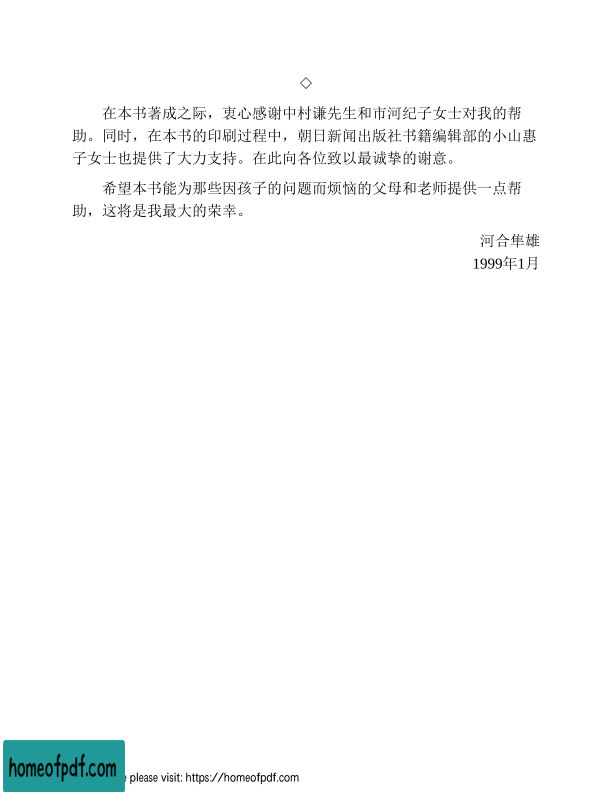 ◇
在本书著成之际，衷心感谢中村谦先生和市河纪子女士对我的帮
助。同时，在本书的印刷过程中，朝日新闻出版社书籍编辑部的小山惠
子女士也提供了大力支持。在此向各位致以最诚挚的谢意。
希望本书能为那些因孩子的问题而烦恼的父母和老师提供一点帮
助，这将是我最大的荣幸。
河合隼雄
1999年1月
homeofpdf.com
please visit: https://homeofpdf.com